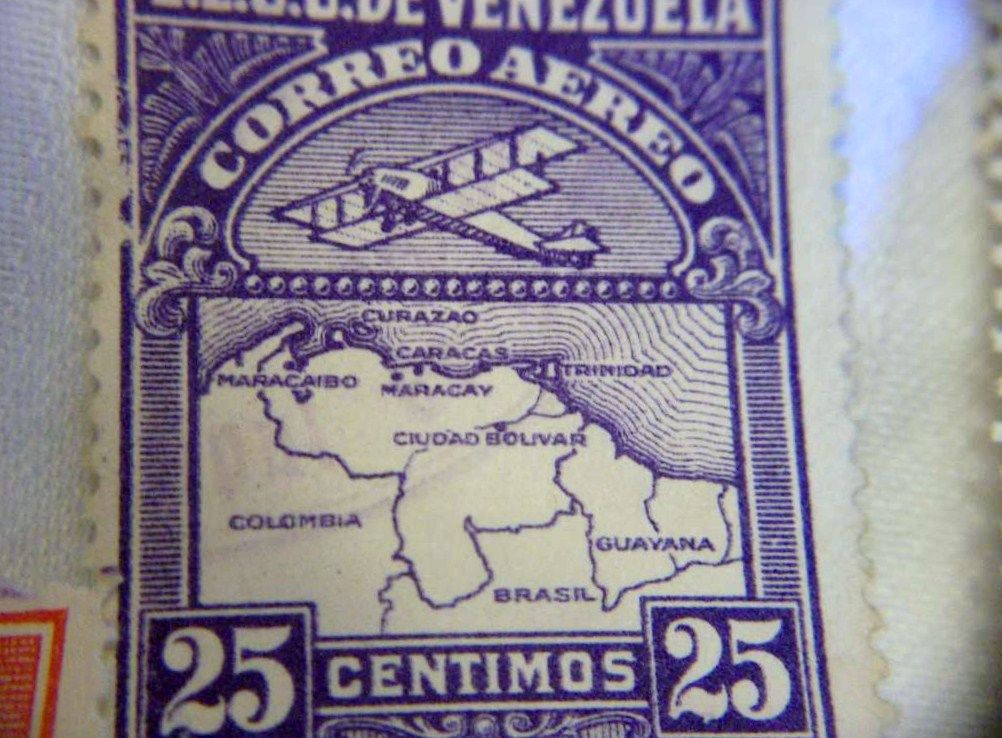 E.E.U.U. DE VENEZUELA
CORREO AEREO
CURAZAO
CARACAS
TRINIDAD
MARACAIBO
MARACAY
CIUDAD BOLIVAR
COLOMBIA
GUAYANA
BRASIL
25 CENTIMOS 25